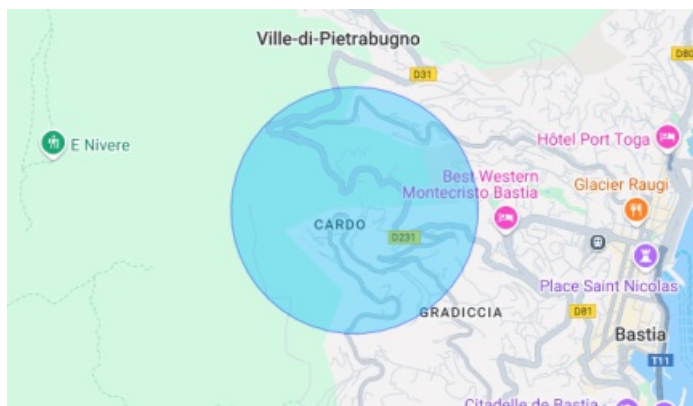 Ville-di-Pietrabugno
D31
D80
E Nivere
Hôtel Port Toga
Best Western
Montecristo Bastia
Glacier Raugi
CARDO
D231
Place Saint Nicolas
GRADICCIA
D81
Bastia
T11
Citadelle de Bastia -